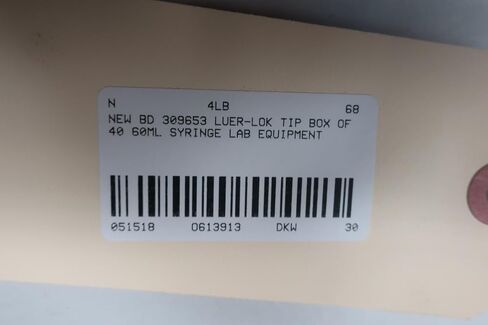 N 4LB 68
NEW BD 309653 LUER-LOK TIP BOX OF
40 60ML SYRINGE LAB EQUIPMENT
051518 0613913 DKW 30